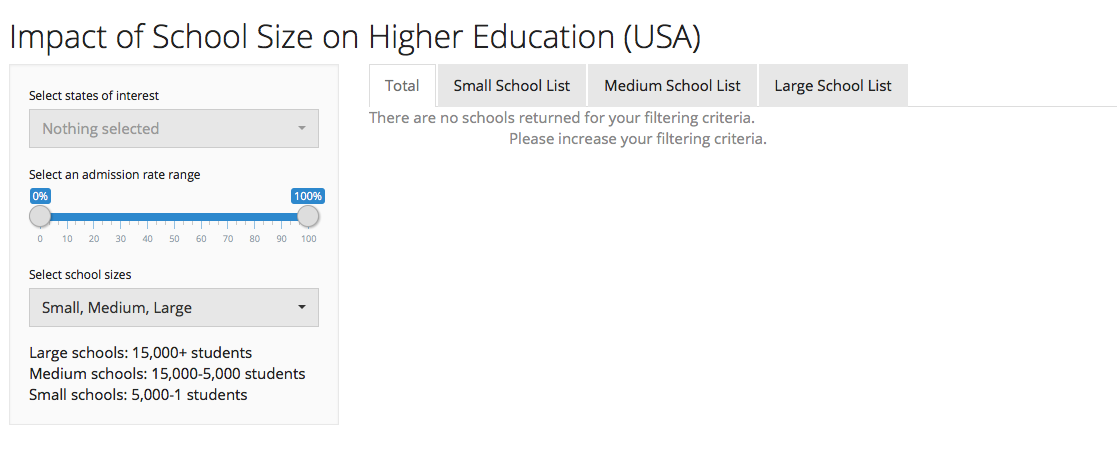 Impact of School Size on Higher Education (USA)
Select states of interest
Nothing selected
Select an admission rate range
0% 100%
0 10 20 30 40 50 60 70 80 90 100
Select school sizes
Small, Medium, Large
Large schools: 15,000+ students
Medium schools: 15,000-5,000 students
Small schools: 5,000-1 students
Total Small School List Medium School List Large School List
There are no schools returned for your filtering criteria.
Please increase your filtering criteria.